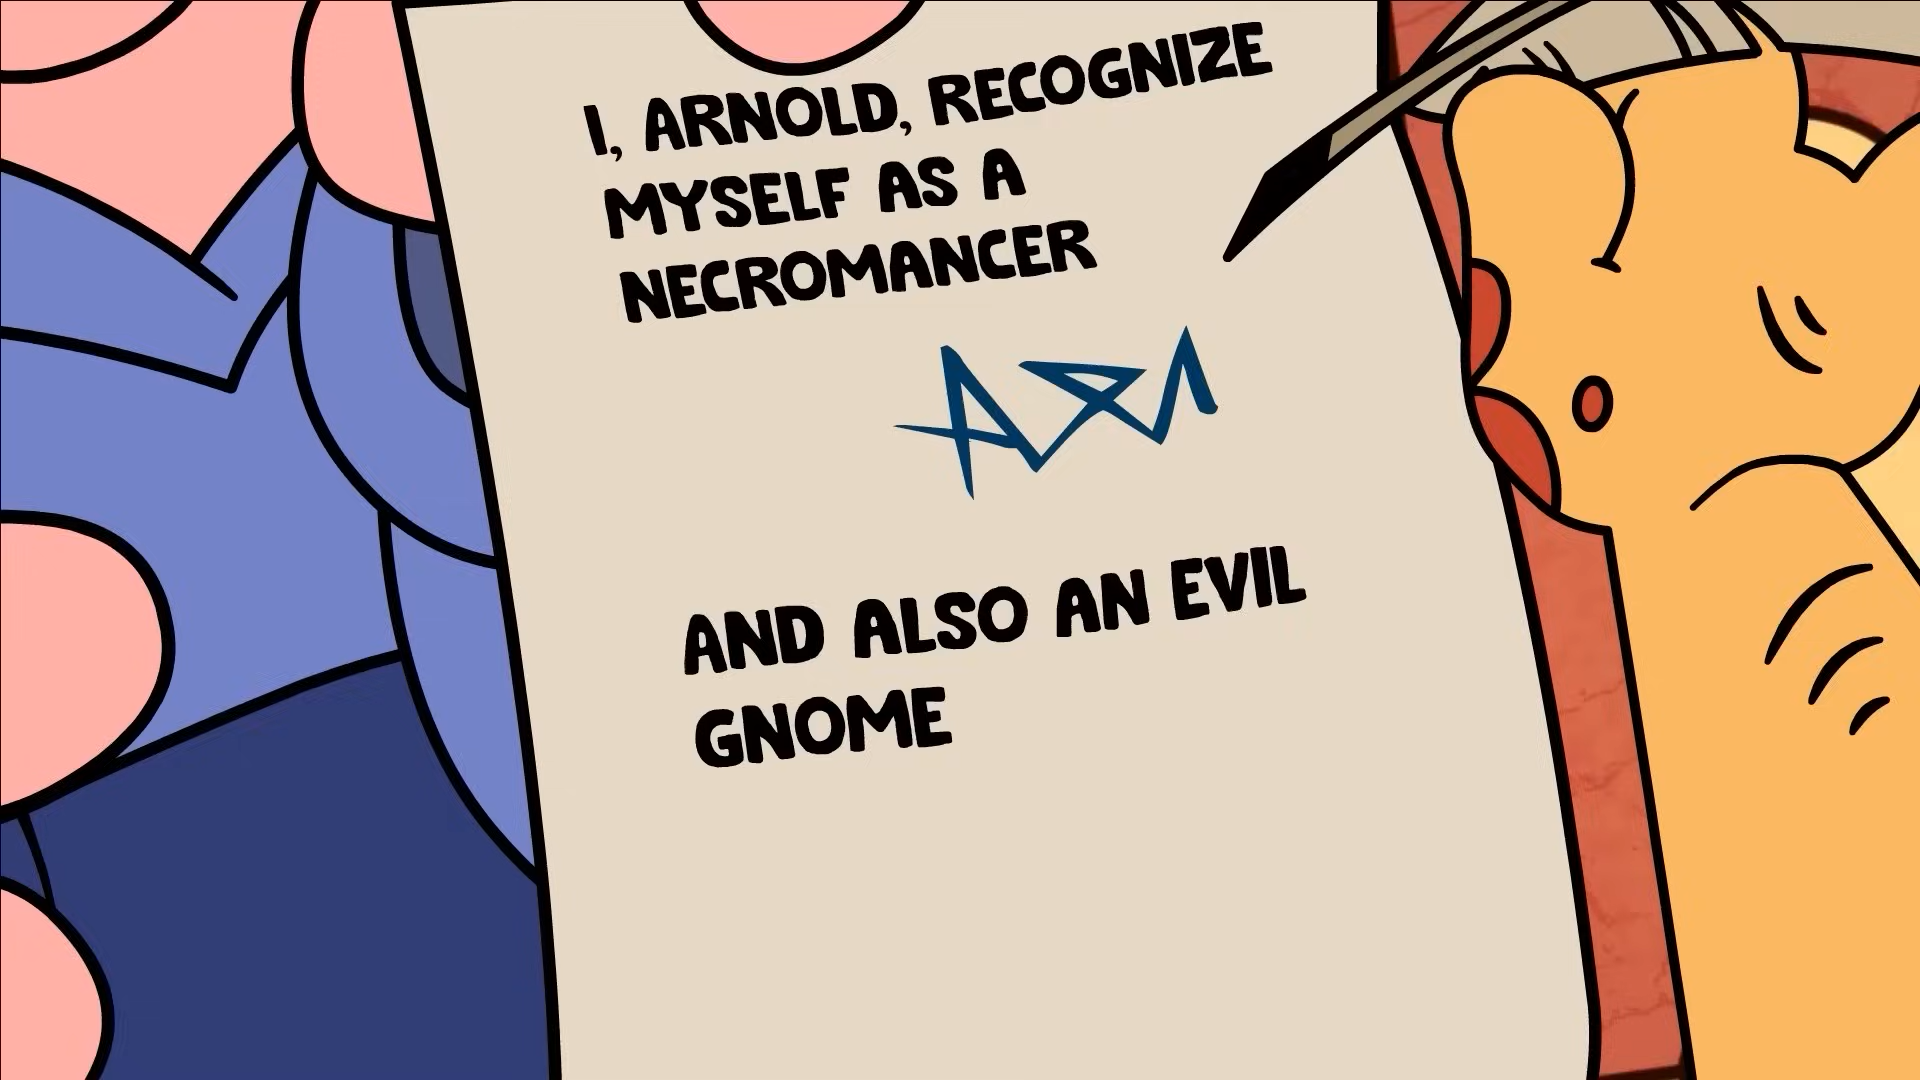 I, ARNOLD, RECOGNIZE
MYSELF AS A
NECROMANCER
AND ALSO AN EVIL
GNOME